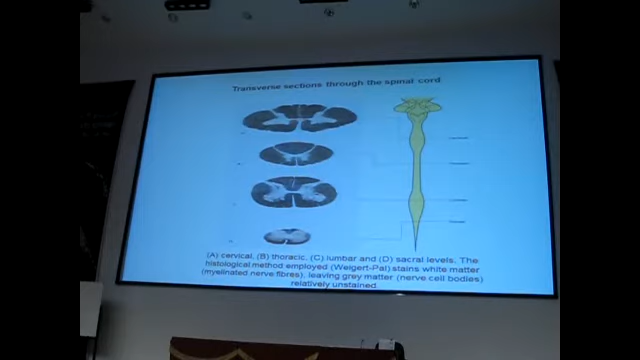 Transverse sections through the spinal cord
(A) cervical, (B) thoracic, (C) lumbar and (D) sacral levels. The
histological method employed (Weigert-Pal) stains white matter
(myelinated nerve fibres), leaving grey matter (nerve cell bodies)
relatively unstained.